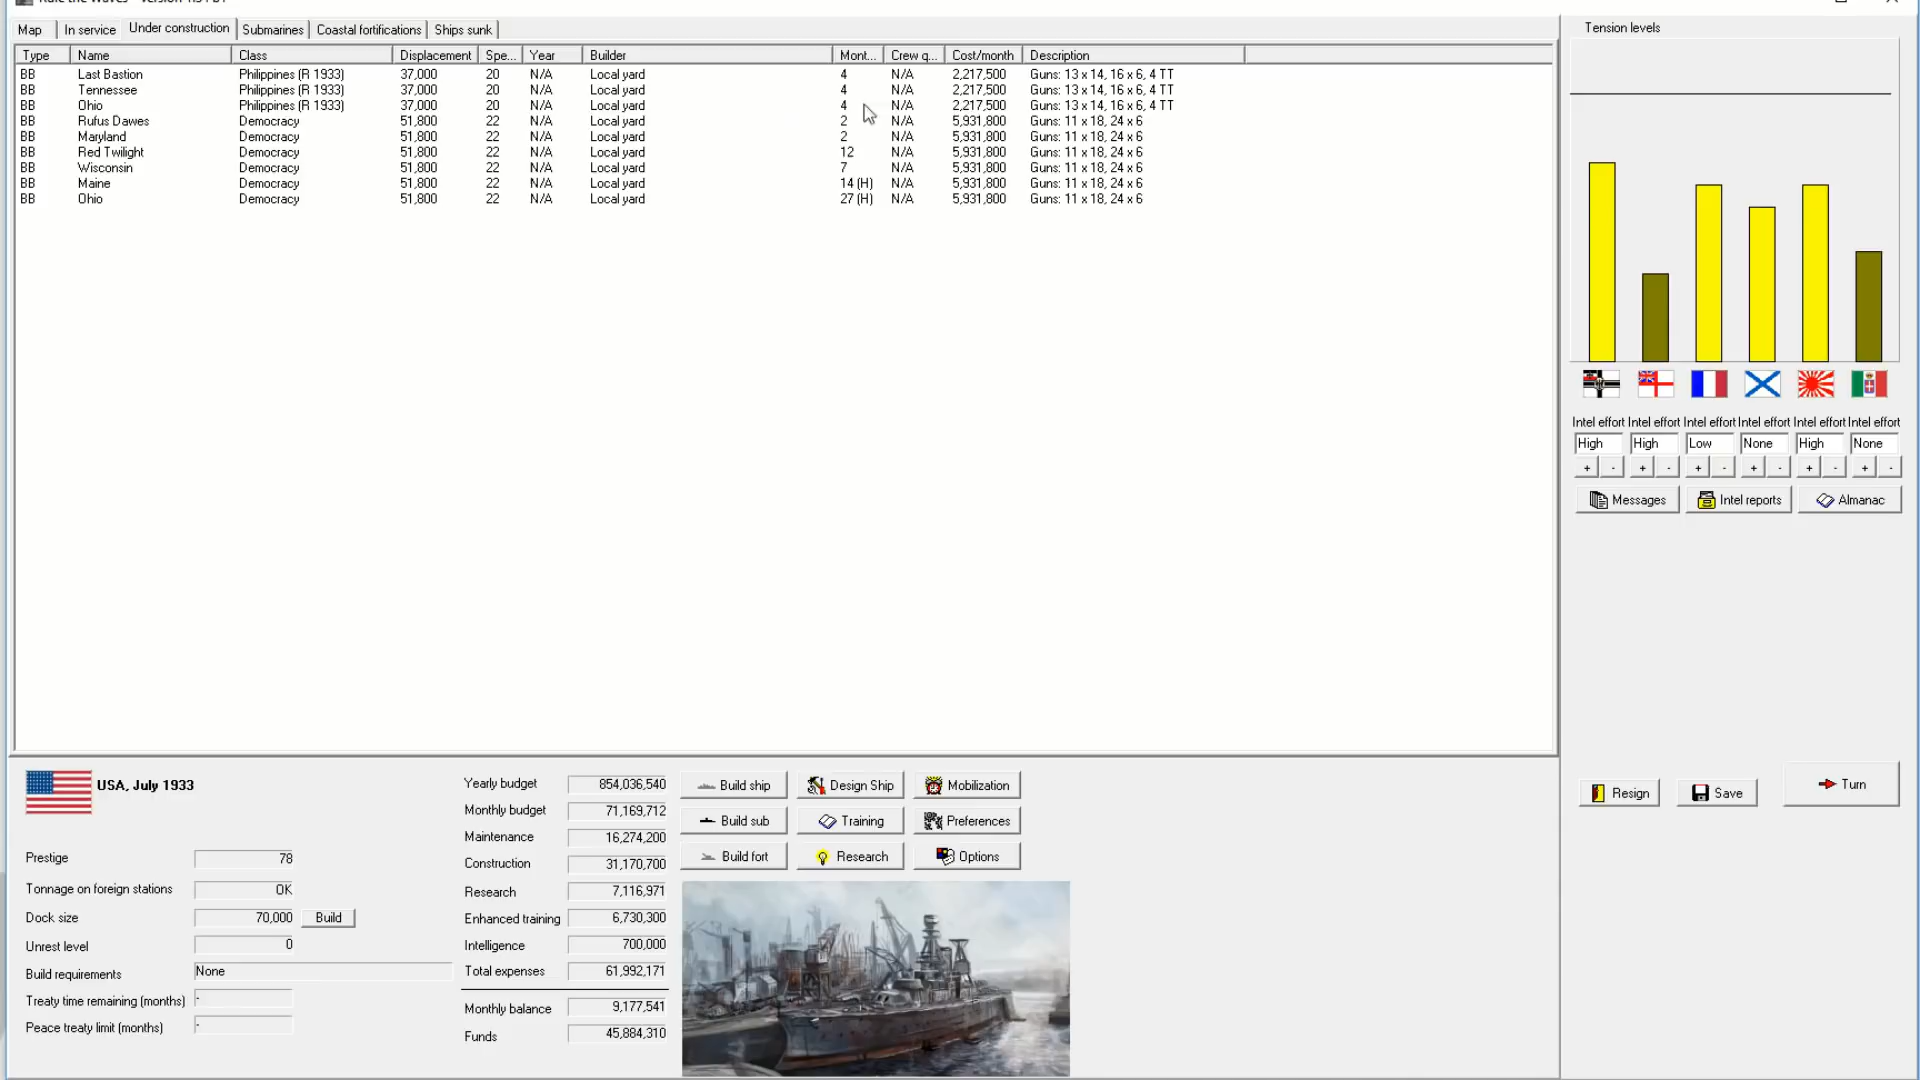 Map In service Under construction Submarines Coastal fortifications Ships sunk
Type Name Class Displacement Spe... Year Builder Mont... Crew q... Cost/month Description
BB Last Bastion Philippines (R 1933) 37,000 20 N/A Local yard 4 N/A 2,217,500 Guns: 13 x 14, 16 x 6, 4 TT
BB Tennessee Philippines (R 1933) 37,000 20 N/A Local yard 4 N/A 2,217,500 Guns: 13 x 14, 16 x 6, 4 TT
BB Ohio Philippines (R 1933) 37,000 20 N/A Local yard 4 N/A 2,217,500 Guns: 13 x 14, 16 x 6, 4 TT
BB Rufus Dawes Democracy 51,800 22 N/A Local yard 2 N/A 5,931,800 Guns: 11 x 18, 24 x 6
BB Maryland Democracy 51,800 22 N/A Local yard 2 N/A 5,931,800 Guns: 11 x 18, 24 x 6
BB Red Twilight Democracy 51,800 22 N/A Local yard 12 N/A 5,931,800 Guns: 11 x 18, 24 x 6
BB Wisconsin Democracy 51,800 22 N/A Local yard 7 N/A 5,931,800 Guns: 11 x 18, 24 x 6
BB Maine Democracy 51,800 22 N/A Local yard 14 (H) N/A 5,931,800 Guns: 11 x 18, 24 x 6
BB Ohio Democracy 51,800 22 N/A Local yard 27 (H) N/A 5,931,800 Guns: 11 x 18, 24 x 6
Tension levels
Intel effort Intel effort Intel effort Intel effort Intel effort Intel effort
High High Low None High None
+ - + - + - + - + - + -
Messages Intel reports Almanac
Resign Save Turn
USA, July 1933
Prestige 78
Tonnage on foreign stations OK
Dock size 70,000 Build
Unrest level 0
Build requirements None
Treaty time remaining (months) -
Peace treaty limit (months) -
Yearly budget 854,036,540
Monthly budget 71,169,712
Maintenance 16,274,200
Construction 31,170,700
Research 7,116,971
Enhanced training 6,730,300
Intelligence 700,000
Total expenses 61,992,171
Monthly balance 9,177,541
Funds 45,884,310
Build ship Design Ship Mobilization
Build sub Training Preferences
Build fort Research Options